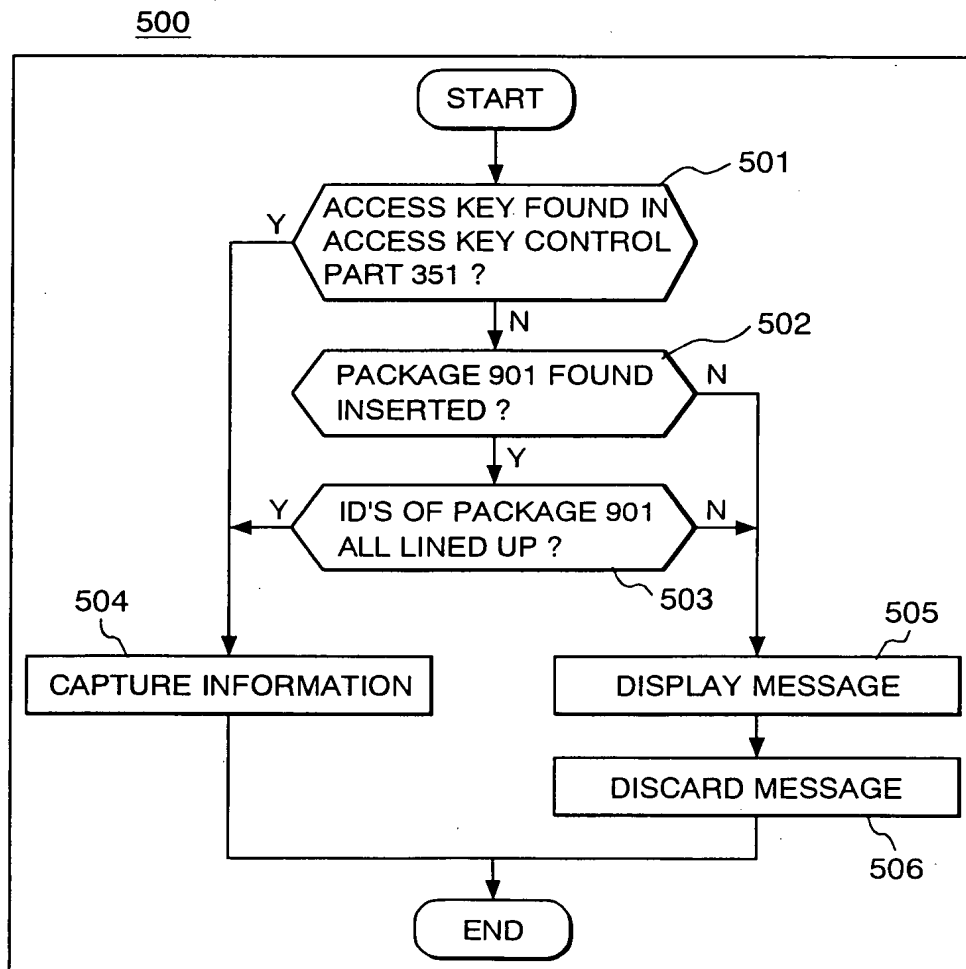 500
START
501
Y
ACCESS KEY FOUND IN
ACCESS KEY CONTROL
PART 351 ?
N
502
PACKAGE 901 FOUND
INSERTED ?
N
Y
Y
ID'S OF PACKAGE 901
ALL LINED UP ?
N
503
504
CAPTURE INFORMATION
505
DISPLAY MESSAGE
DISCARD MESSAGE
506
END